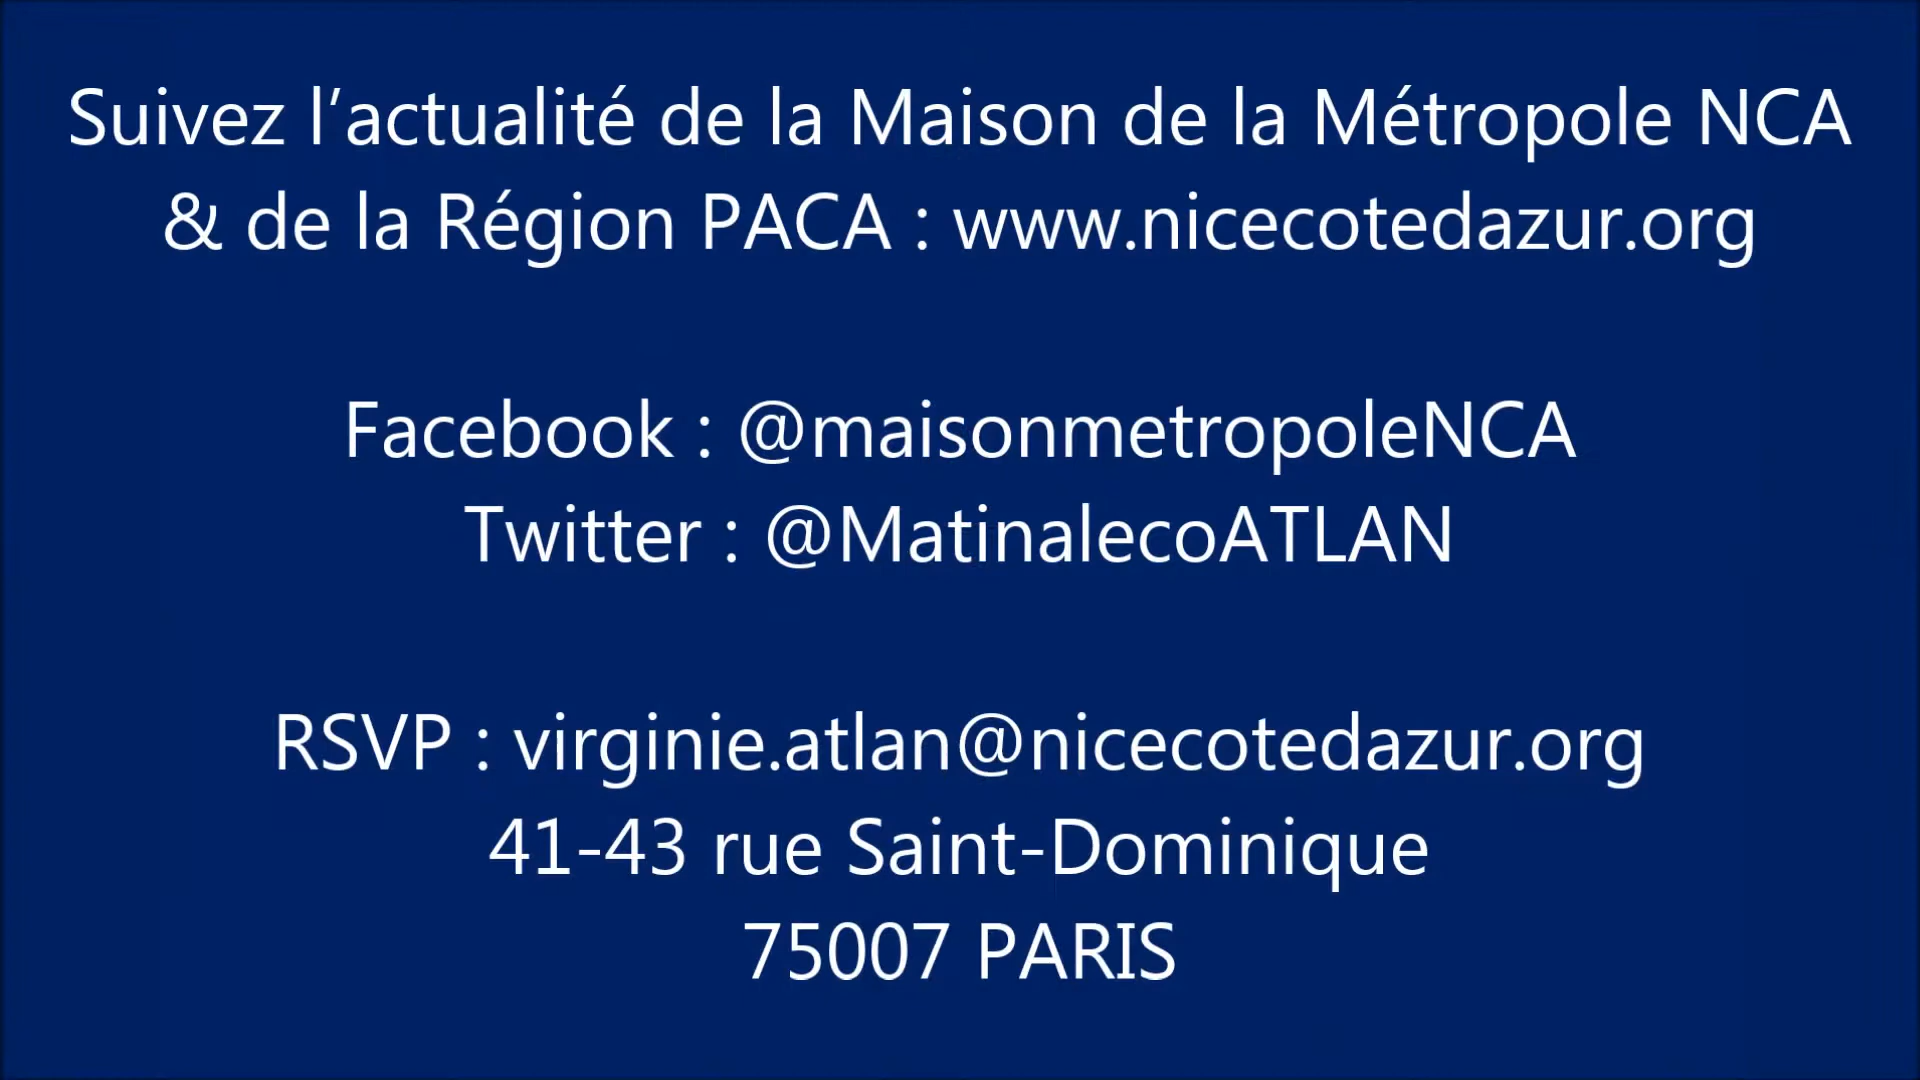 Suivez l’actualité de la Maison de la Métropole NCA
& de la Région PACA : www.nicecotedazur.org
Facebook : @maisonmetropoleNCA
Twitter : @MatinalecoATLAN
RSVP : virginie.atlan@nicecotedazur.org
41-43 rue Saint-Dominique
75007 PARIS